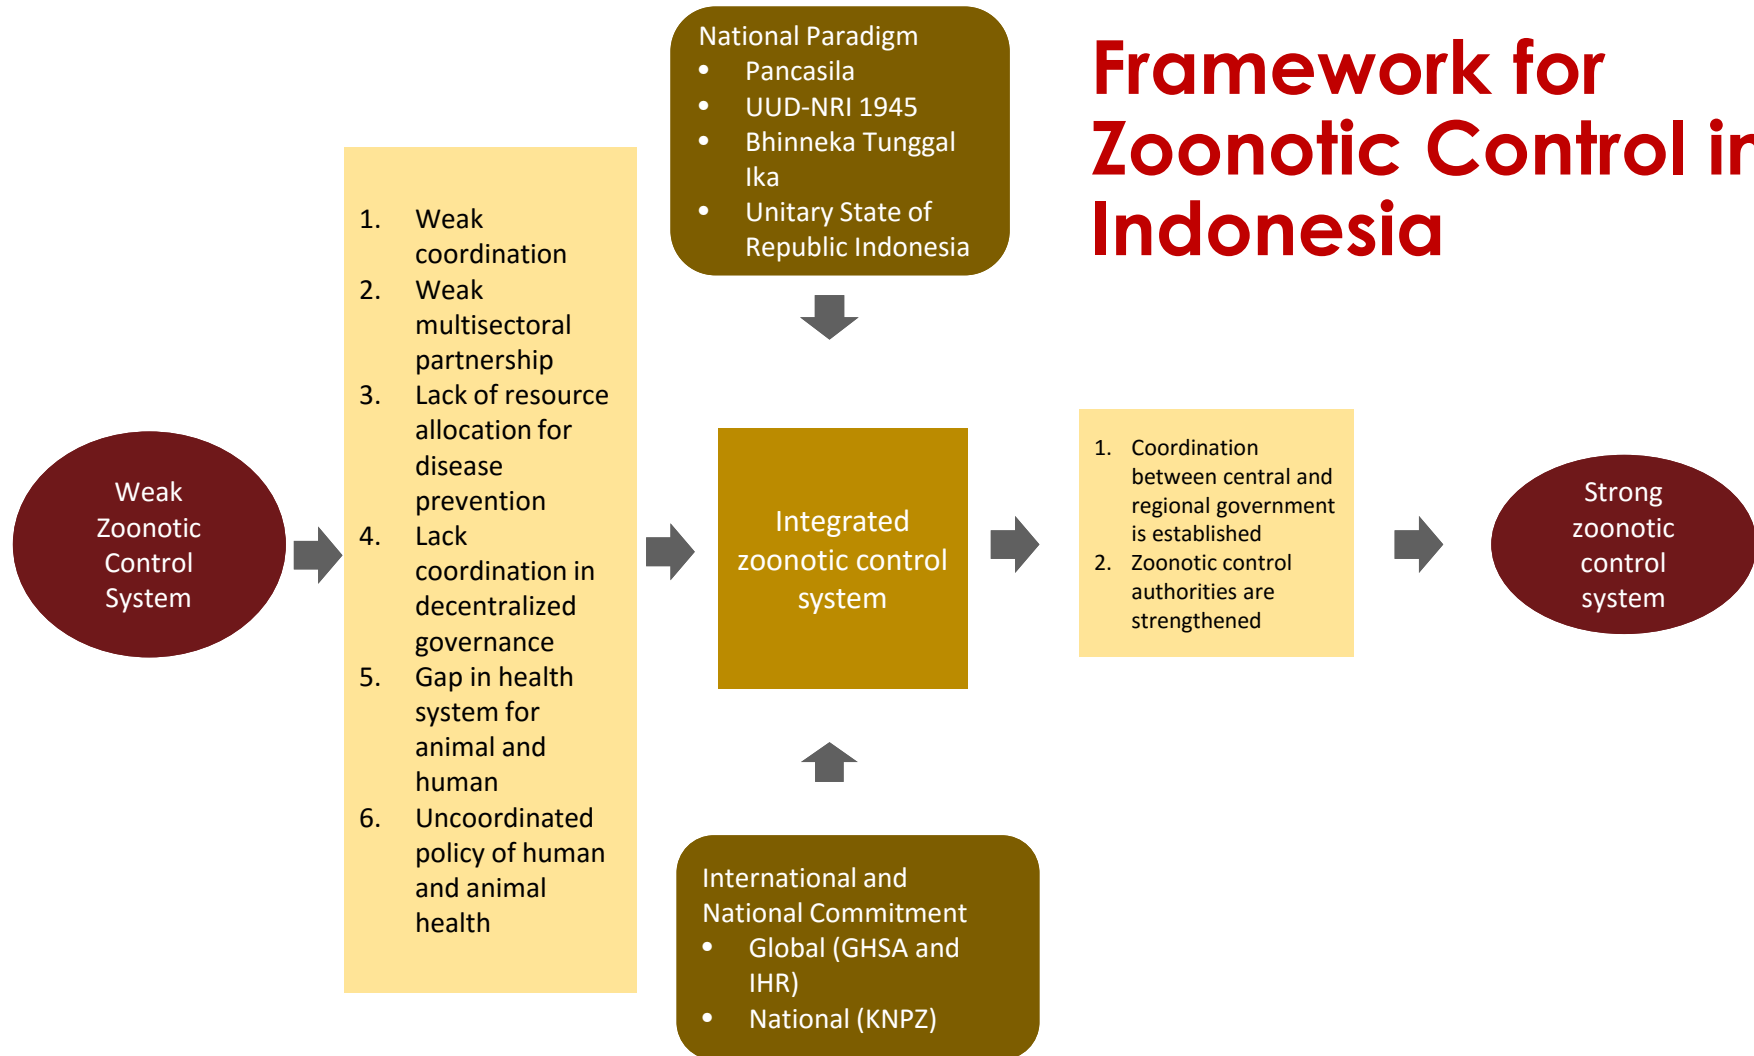 Framework for
Zoonotic Control in
Indonesia
National Paradigm
• Pancasila
• UUD-NRI 1945
• Bhinneka Tunggal
Ika
• Unitary State of
Republic Indonesia
Weak
Zoonotic
Control
System
1. Weak
coordination
2. Weak
multisectoral
partnership
3. Lack of resource
allocation for
disease
prevention
4. Lack
coordination in
decentralized
governance
5. Gap in health
system for
animal and
human
6. Uncoordinated
policy of human
and animal
health
Integrated
zoonotic control
system
International and
National Commitment
• Global (GHSA and
IHR)
• National (KNPZ)
1. Coordination
between central and
regional government
is established
2. Zoonotic control
authorities are
strengthened
Strong
zoonotic
control
system